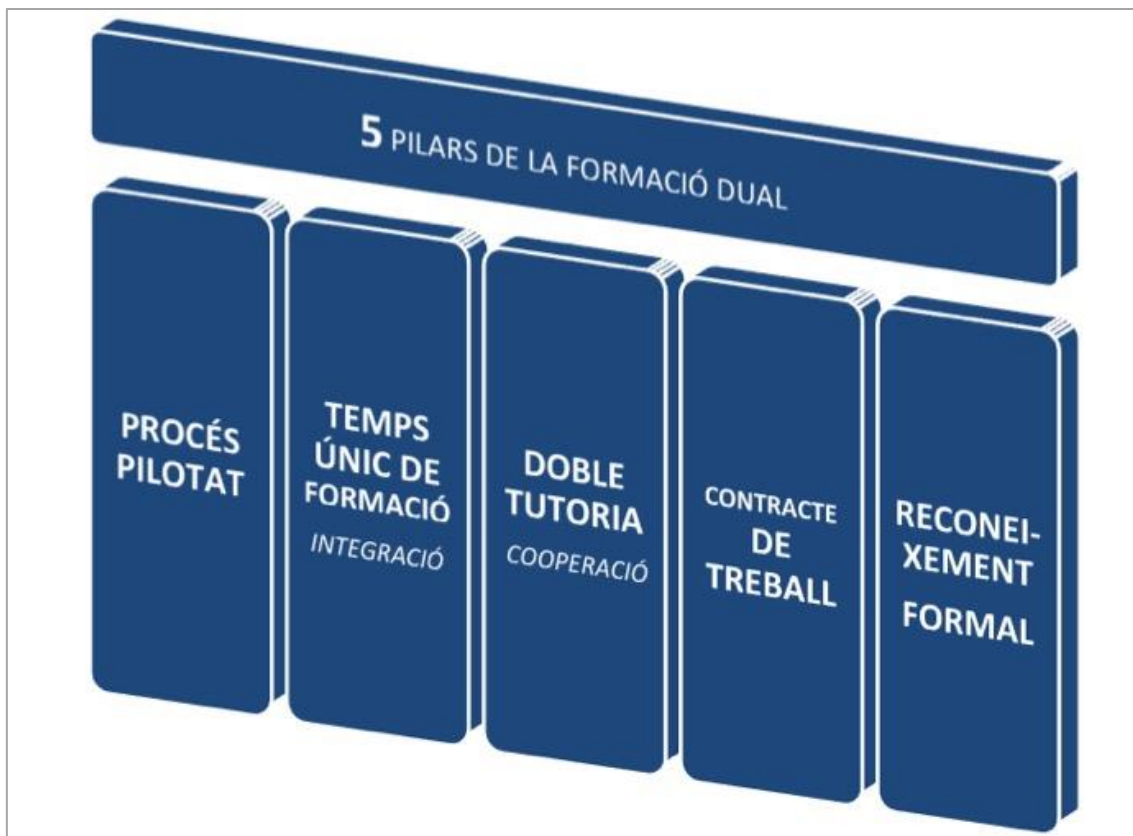 5 PILARS DE LA FORMACIÓ DUAL
PROCÉS
PILOTAT
TEMPS
ÚNIC DE
FORMACIÓ
INTEGRACIÓ
DOBLE
TUTORIA
COOPERACIÓ
CONTRACTE
DE
TREBALL
RECONEI-
XEMENT
FORMAL